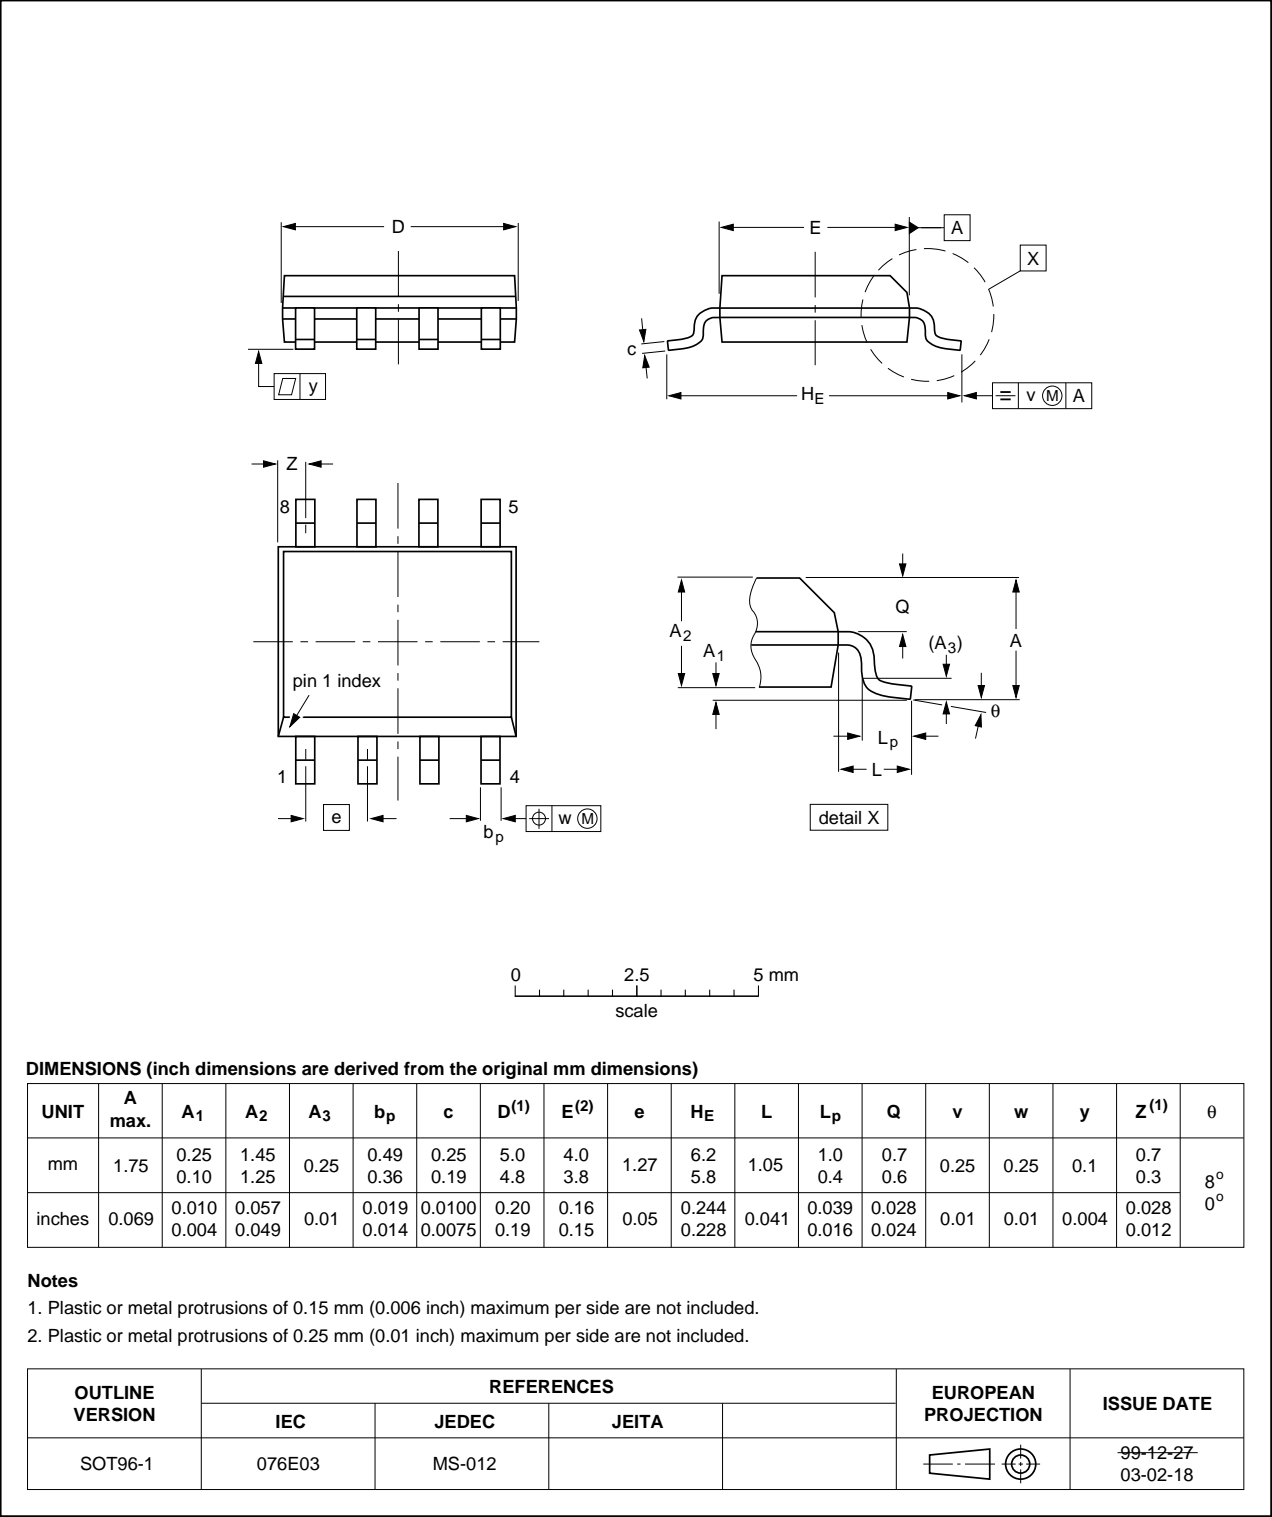 D
E
A
X
c
y
HE
v M A
Z
8
5
pin 1 index
1
4
e
bp
w M
A2
A1
Q
(A3)
A
θ
Lp
L
detail X
0 2.5 5 mm
scale
DIMENSIONS (inch dimensions are derived from the original mm dimensions)
UNIT A max. A1 A2 A3 bp c D(1) E(2) e HE L Lp Q v w y Z(1) θ
mm 1.75 0.25 0.10 1.45 1.25 0.25 0.49 0.36 0.25 0.19 5.0 4.8 4.0 3.8 1.27 6.2 5.8 1.05 1.0 0.4 0.7 0.6 0.25 0.25 0.1 0.7 0.3 8° 0°
inches 0.069 0.010 0.004 0.057 0.049 0.01 0.019 0.014 0.0100 0.0075 0.20 0.19 0.16 0.15 0.05 0.244 0.228 0.041 0.039 0.016 0.028 0.024 0.01 0.01 0.004 0.028 0.012
Notes
1. Plastic or metal protrusions of 0.15 mm (0.006 inch) maximum per side are not included.
2. Plastic or metal protrusions of 0.25 mm (0.01 inch) maximum per side are not included.
OUTLINE VERSION REFERENCES EUROPEAN PROJECTION ISSUE DATE
IEC JEDEC JEITA
SOT96-1 076E03 MS-012 99-12-27
03-02-18